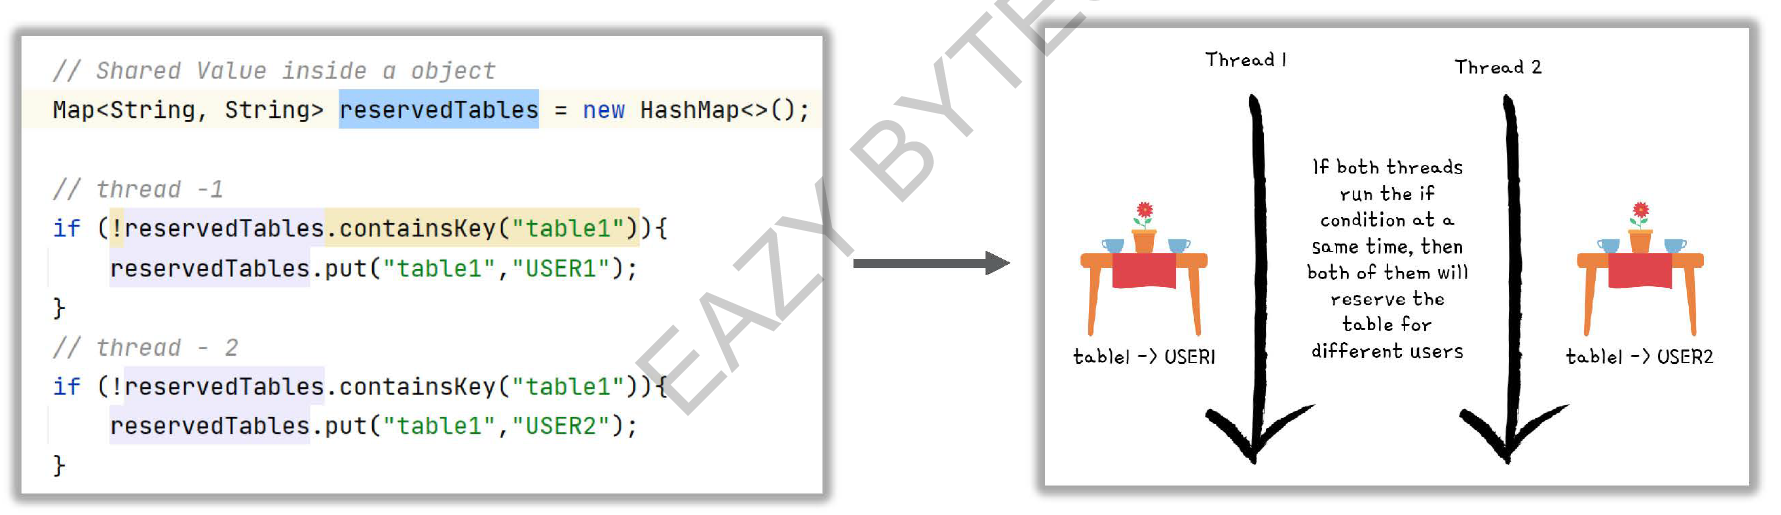 // Shared Value inside a object
Map<String, String> reservedTables = new HashMap<>();
// thread -1
if (!reservedTables.containsKey("table1")){
reservedTables.put("table1","USER1");
}
// thread - 2
if (!reservedTables.containsKey("table1")){
reservedTables.put("table1","USER2");
}
EAZY BYTES
Thread 1
Thread 2
If both threads
run the if
condition at a
same time, then
both of them will
reserve the
table for
different users
table1 -> USER1
table1 -> USER2